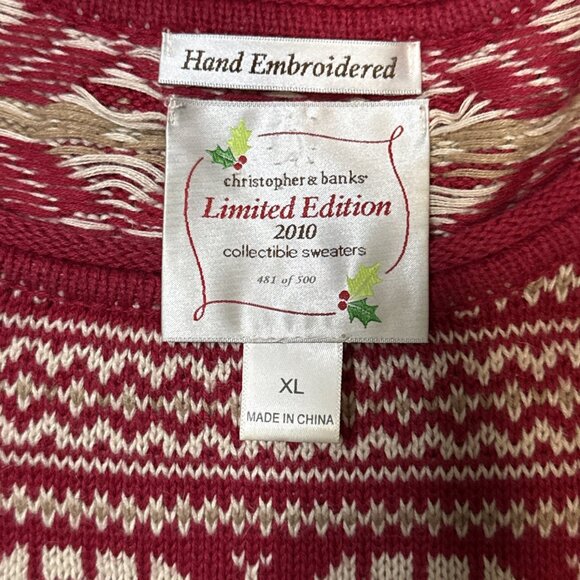 Hand Embroidered
christopher & banks
Limited Edition
2010
collectible sweaters
481 of 500
XL
MADE IN CHINA